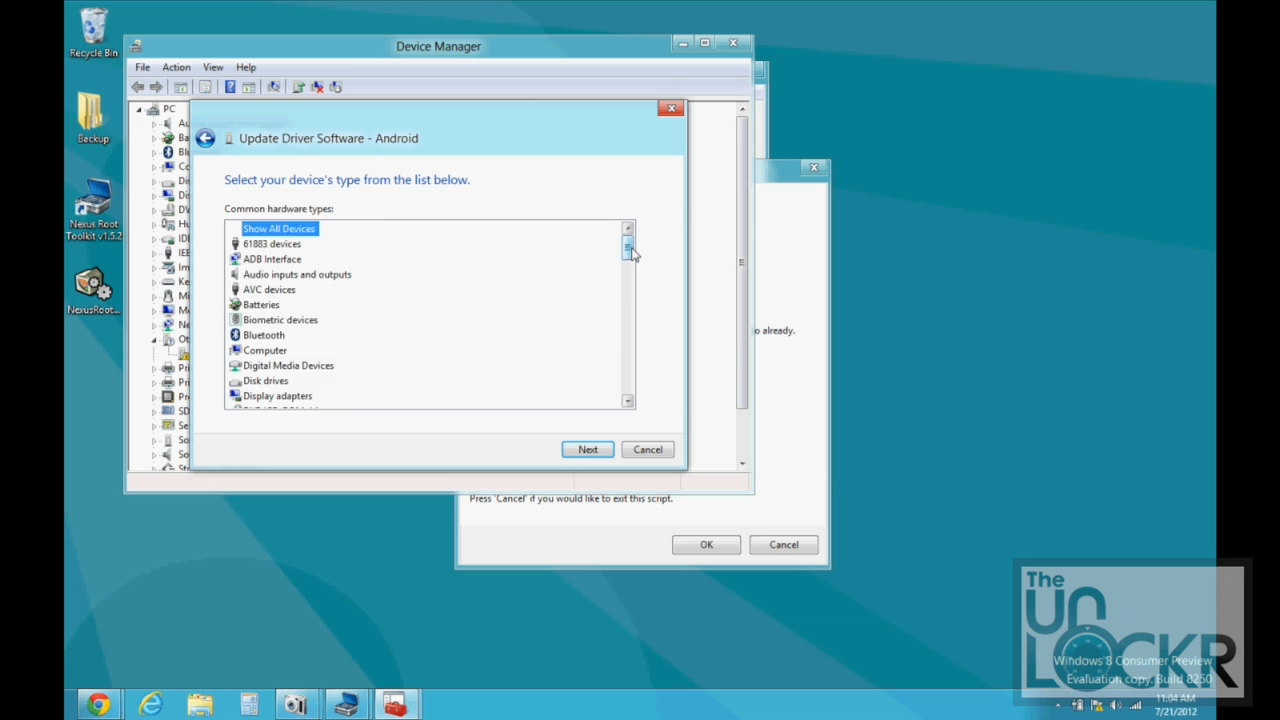 Recycle Bin
Backup
Nexus Root
Toolkit v1.5.2
NexusRoot...
Device Manager
File Action View Help
PC
Update Driver Software - Android
Select your device's type from the list below.
Common hardware types:
Show All Devices
61883 devices
ADB Interface
Audio inputs and outputs
AVC devices
Batteries
Biometric devices
Bluetooth
Computer
Digital Media Devices
Disk drives
Display adapters
Next Cancel
o already.
Press 'Cancel' if you would like to exit this script.
OK Cancel
The
UNLOCKR
Windows 8 Consumer Preview
Evaluation copy. Build 8250
11:04 AM
7/21/2012